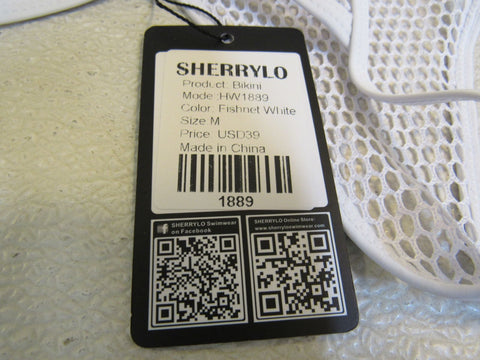 SHERRYLO
Product: Bikini
Mode:HW1889
Color: Fishnet White
Size M
Price: USD39
Made in China
1889
SHERRYLO Swimwear
on Facebook
SHERRYLO Online Store:
www.sherryloswimwear.com